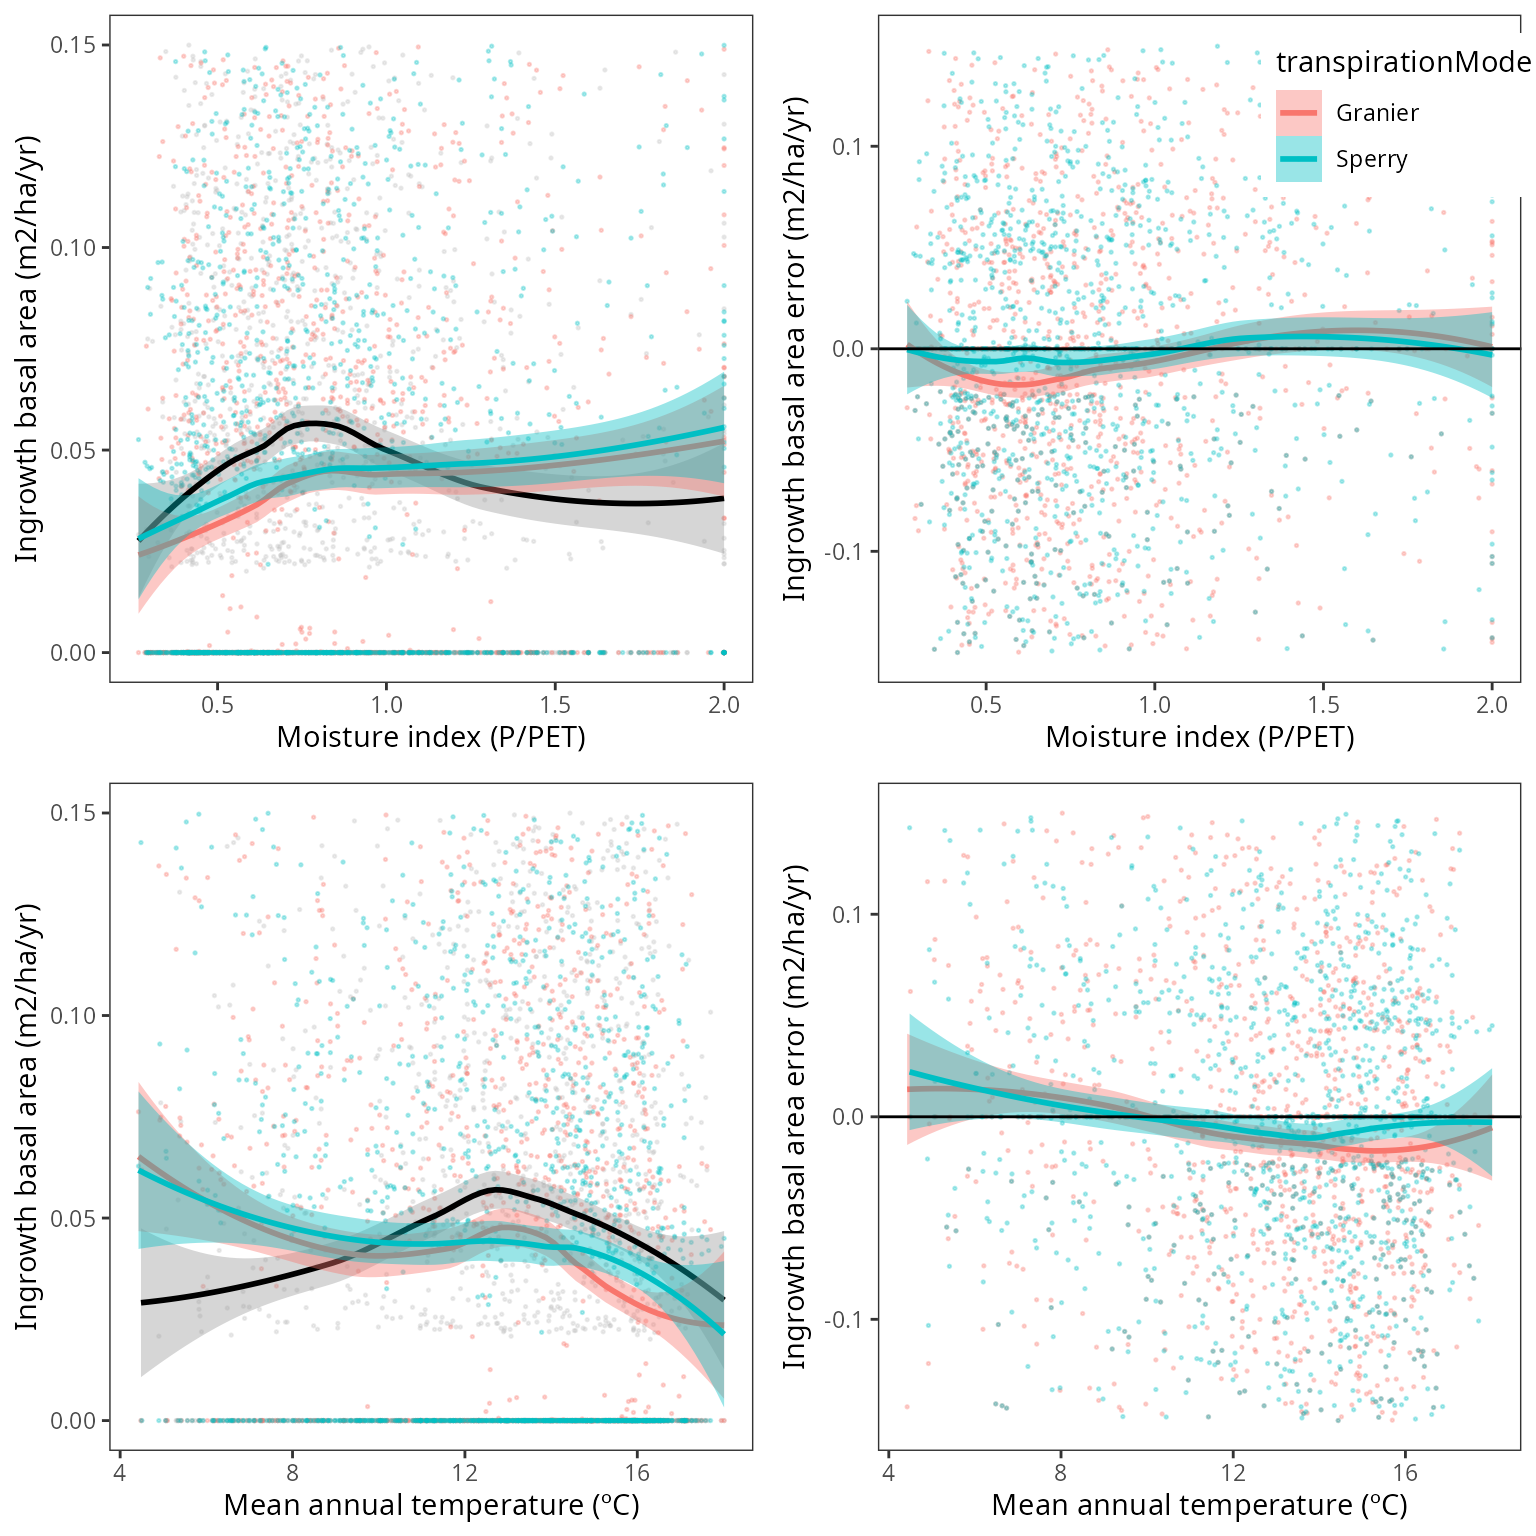 Ingrowth basal area (m2/ha/yr)
0.15
0.10
0.05
0.00
0.5 1.0 1.5 2.0
Moisture index (P/PET)
Ingrowth basal area error (m2/ha/yr)
0.1
0.0
-0.1
0.5 1.0 1.5 2.0
Moisture index (P/PET)
transpirationMode
Granier
Sperry
Ingrowth basal area (m2/ha/yr)
0.15
0.10
0.05
0.00
4 8 12 16
Mean annual temperature (ºC)
Ingrowth basal area error (m2/ha/yr)
0.1
0.0
-0.1
4 8 12 16
Mean annual temperature (ºC)